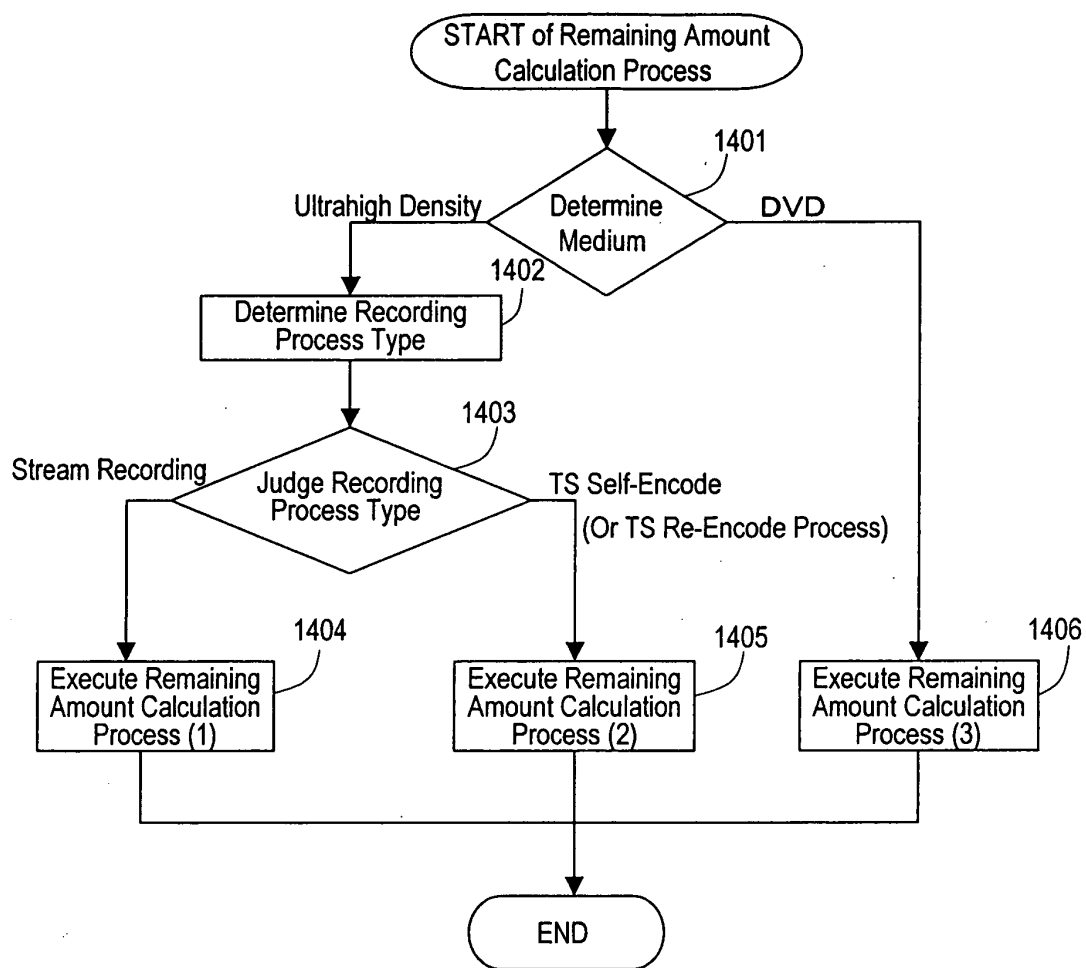 START of Remaining Amount
Calculation Process
1401
Ultrahigh Density
Determine
Medium
DVD
1402
Determine Recording
Process Type
1403
Stream Recording
Judge Recording
Process Type
TS Self-Encode
(Or TS Re-Encode Process)
1404
Execute Remaining
Amount Calculation
Process (1)
1405
Execute Remaining
Amount Calculation
Process (2)
1406
Execute Remaining
Amount Calculation
Process (3)
END